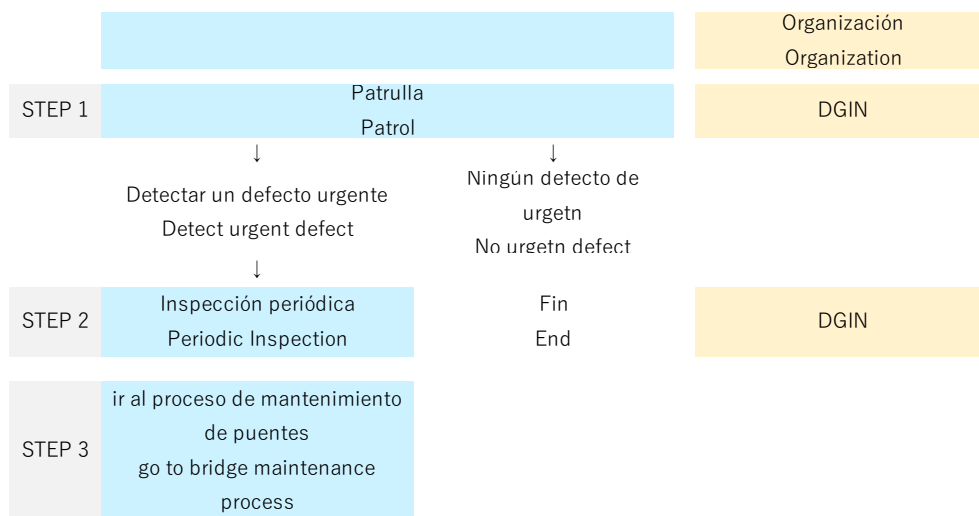 Organización
Organization
STEP 1
Patrulla
Patrol
DGIN
↓
↓
Detectar un defecto urgente
Detect urgent defect
Ningún defecto de
urgetn
No urgetn defect
↓
STEP 2
Inspección periódica
Periodic Inspection
Fin
End
DGIN
STEP 3
ir al proceso de mantenimiento
de puentes
go to bridge maintenance
process